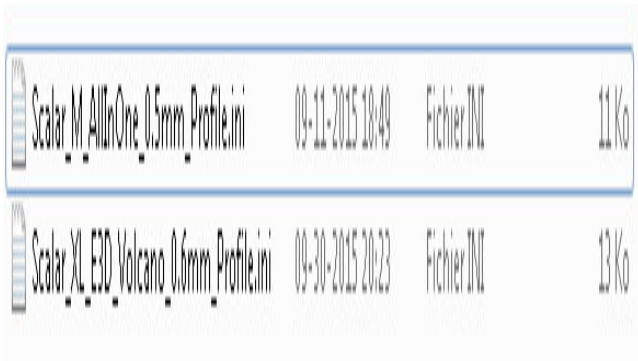 Scalar_M_AllInOne_0.5mm_Profile.ini 09-11-2015 18:49 Fichier INI 11 Ko
Scalar_XL_E3D_Volcano_0.6mm_Profile.ini 09-30-2015 20:23 Fichier INI 13 Ko